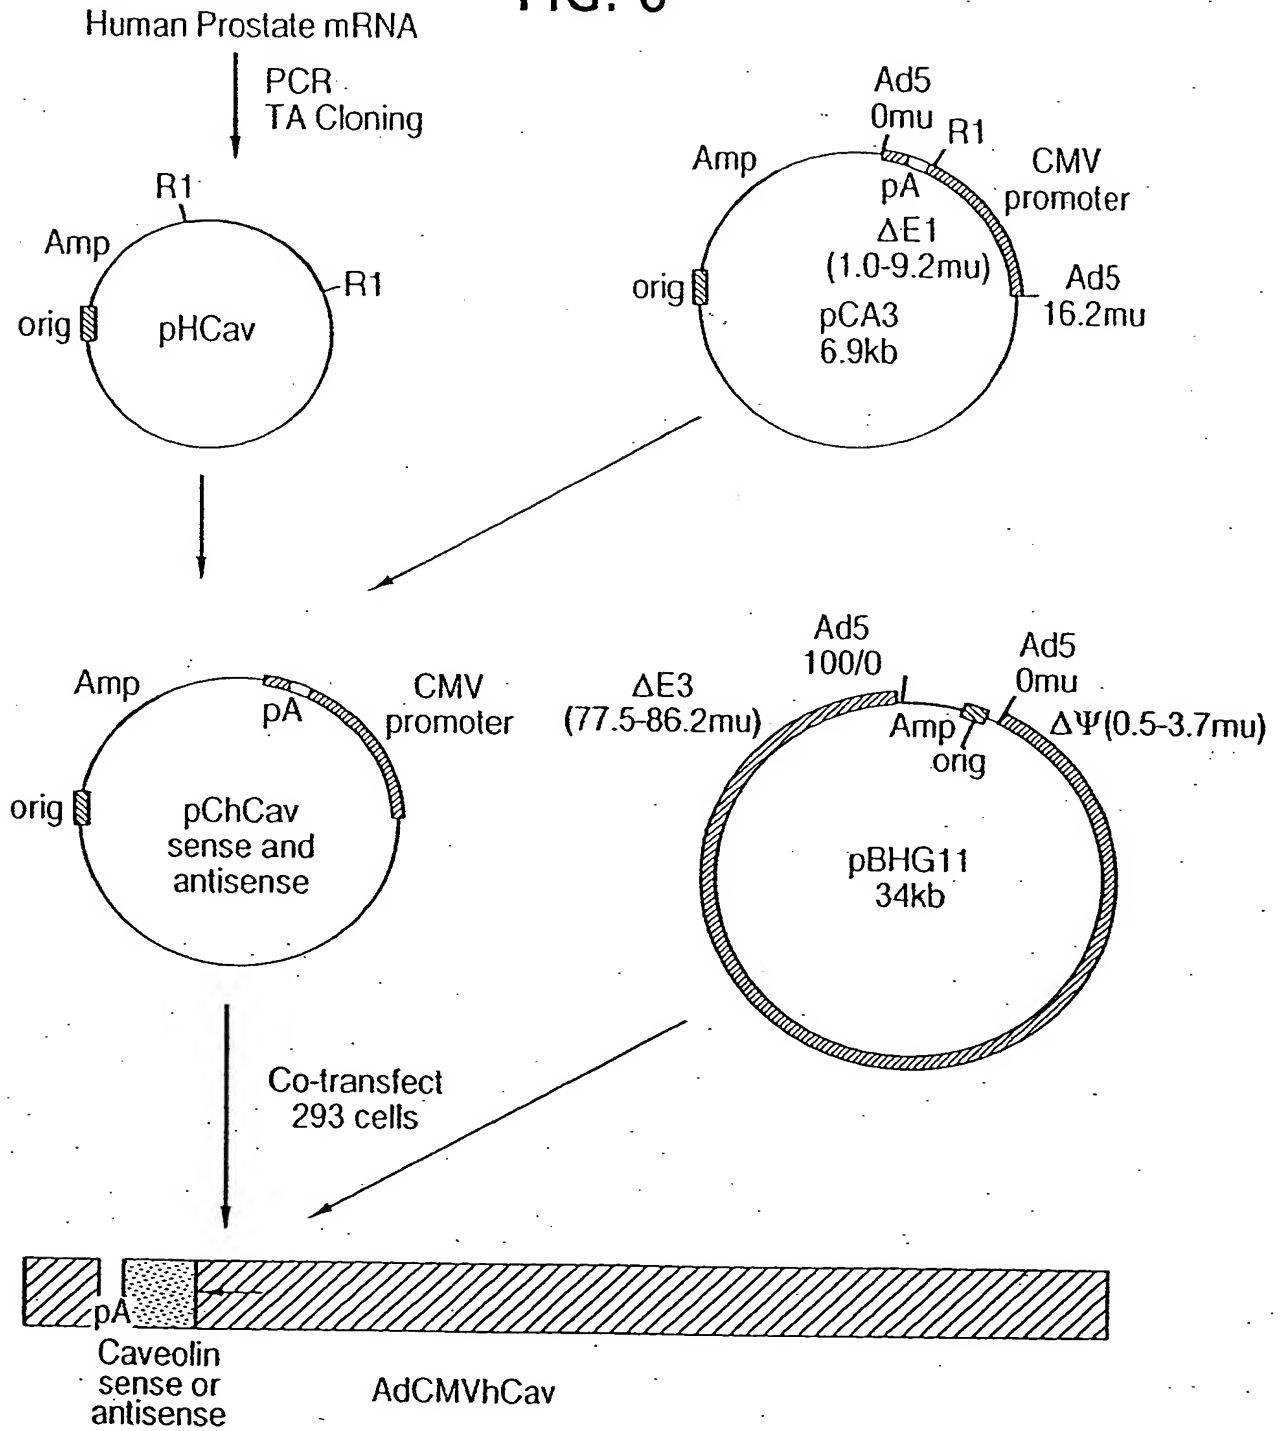 FIG. 6
Human Prostate mRNA
PCR
TA Cloning
R1
Amp
R1
orig
pHCav
Ad5
0mu
R1
Amp
CMV
promoter
pA
ΔE1
(1.0-9.2mu)
orig
Ad5
16.2mu
pCA3
6.9kb
Amp
pA
CMV
promoter
orig
pChCav
sense and
antisense
Ad5
100/0
Ad5
0mu
ΔE3
(77.5-86.2mu)
Amp
orig
ΔΨ(0.5-3.7mu)
pBHG11
34kb
Co-transfect
293 cells
pA
Caveolin
sense or
antisense
AdCMVhCav